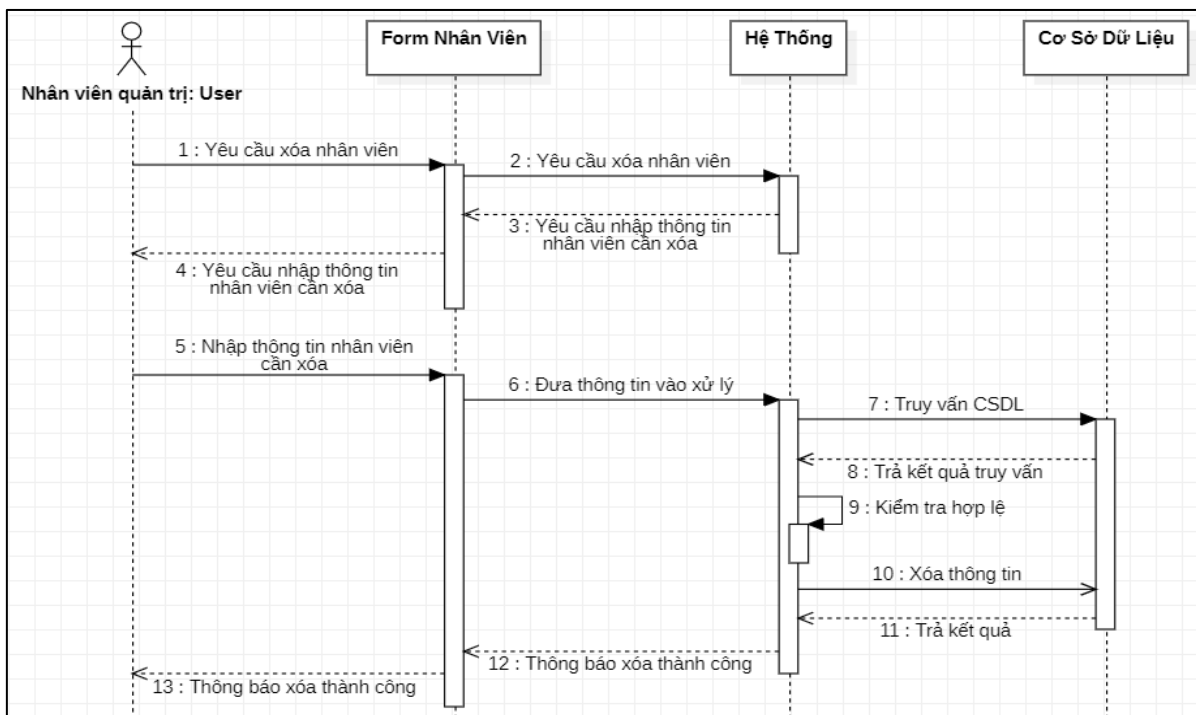 Form Nhân Viên
Hệ Thống
Cơ Sở Dữ Liệu
Nhân viên quản trị: User
1 : Yêu cầu xóa nhân viên
2 : Yêu cầu xóa nhân viên
3 : Yêu cầu nhập thông tin
nhân viên cần xóa
4 : Yêu cầu nhập thông tin
nhân viên cần xóa
5 : Nhập thông tin nhân viên
cần xóa
6 : Đưa thông tin vào xử lý
7 : Truy vấn CSDL
8 : Trả kết quả truy vấn
9 : Kiểm tra hợp lệ
10 : Xóa thông tin
11 : Trả kết quả
12 : Thông báo xóa thành công
13 : Thông báo xóa thành công